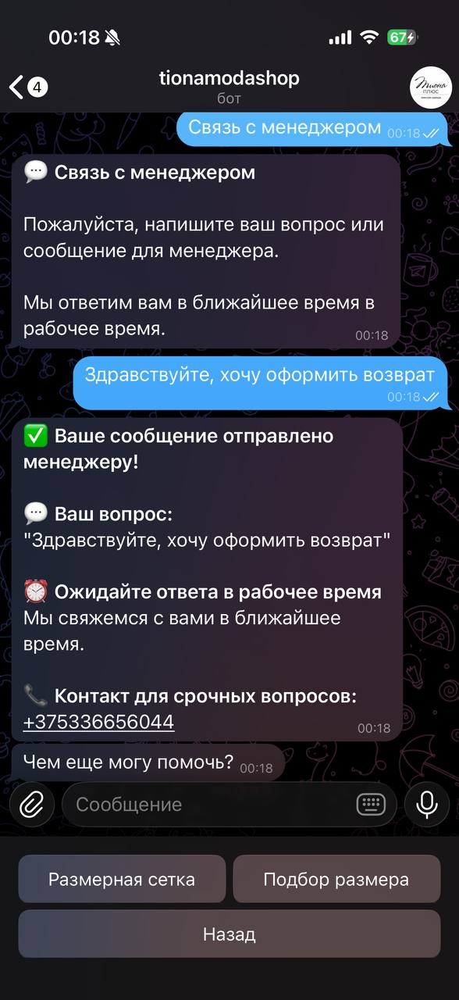 00:18
67
4
tionamodashop
бот
ПЛЮС
Связь с менеджером 00:18
💬 Связь с менеджером
Пожалуйста, напишите ваш вопрос или
сообщение для менеджера.
Мы ответим вам в ближайшее время в
рабочее время.
00:18
Здравствуйте, хочу оформить возврат
00:18
✅ Ваше сообщение отправлено
менеджеру!
💬 Ваш вопрос:
"Здравствуйте, хочу оформить возврат"
⏰ Ожидайте ответа в рабочее время
Мы свяжемся с вами в ближайшее
время.
📞 Контакт для срочных вопросов:
+375336656044
00:18
Чем еще могу помочь? 00:18
Сообщение
Размерная сетка
Подбор размера
Назад